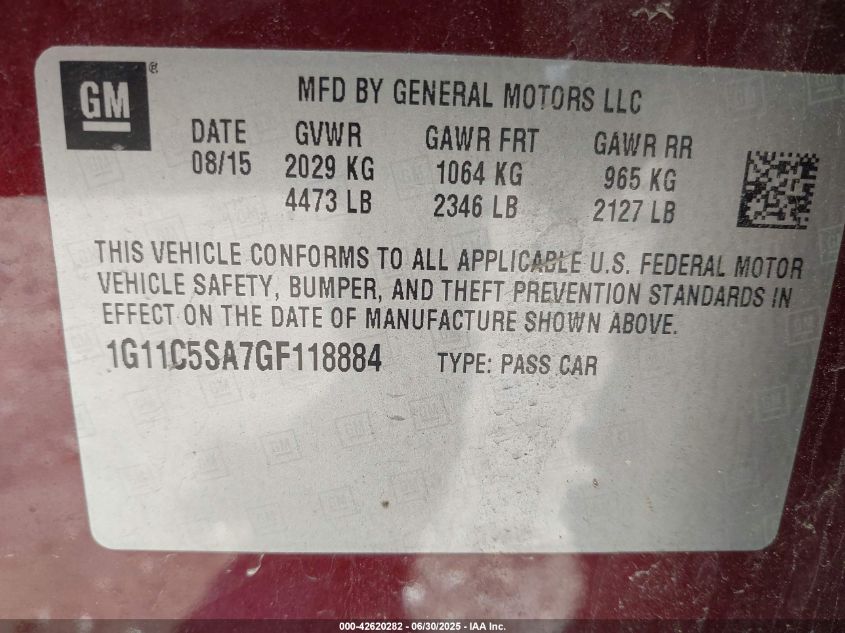 GM®
MFD BY GENERAL MOTORS LLC
DATE GVWR GAWR FRT GAWR RR
08/15 2029 KG 1064 KG 965 KG
4473 LB 2346 LB 2127 LB
THIS VEHICLE CONFORMS TO ALL APPLICABLE U.S. FEDERAL MOTOR
VEHICLE SAFETY, BUMPER, AND THEFT PREVENTION STANDARDS IN
EFFECT ON THE DATE OF MANUFACTURE SHOWN ABOVE.
1G11C5SA7GF118884 TYPE: PASS CAR
000-42620282 - 06/30/2025 - IAA Inc.